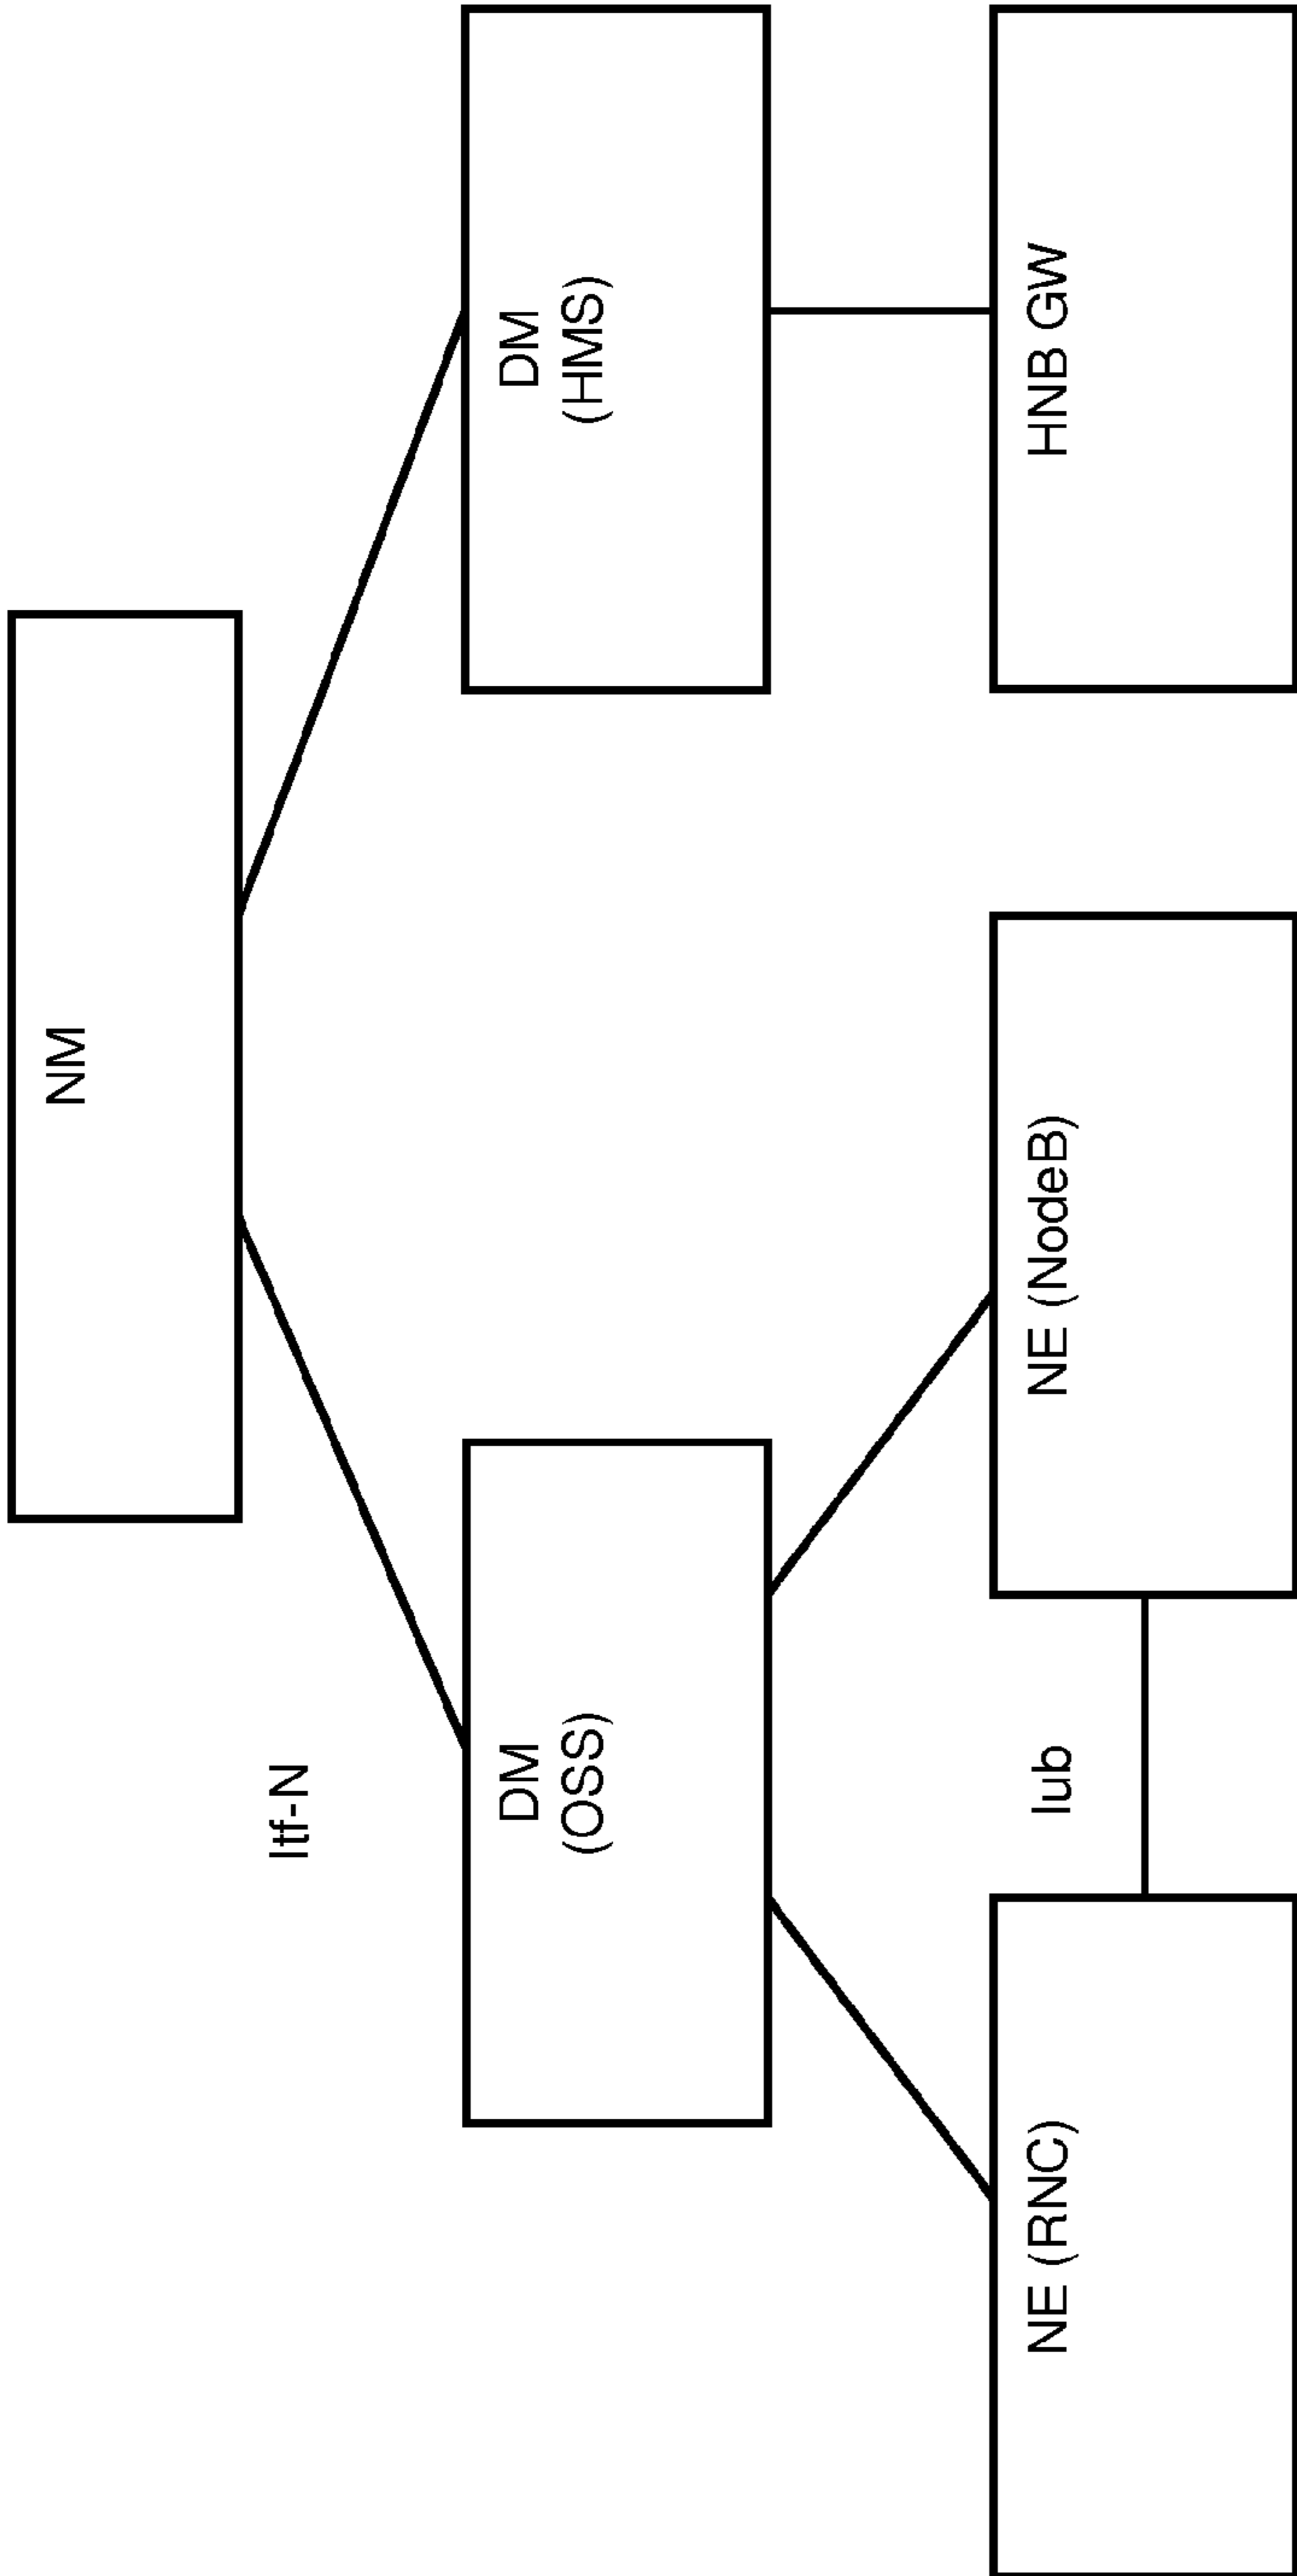 NM
Itf-N
DM
(OSS)
DM
(HMS)
NE (RNC)
Iub
NE (NodeB)
HNB GW